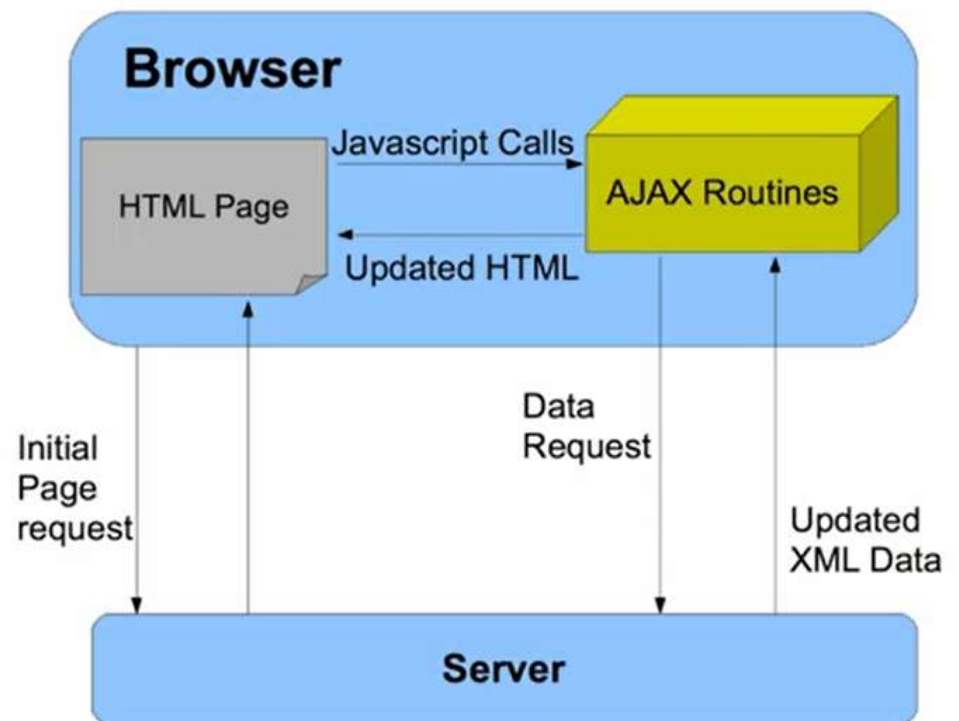 Browser
Javascript Calls
HTML Page
AJAX Routines
Updated HTML
Initial
Page
request
Data
Request
Updated
XML Data
Server